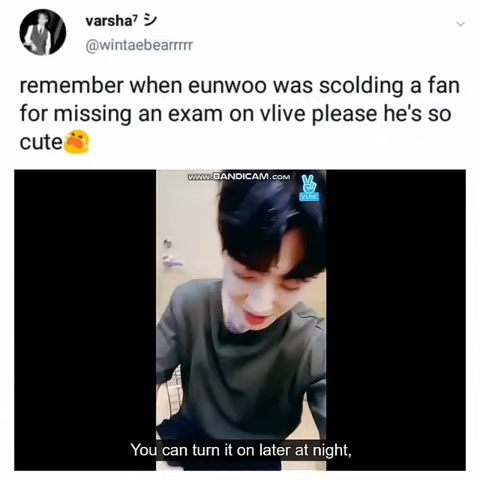 varsha⁷ シ
@wintaebearrrrr
remember when eunwoo was scolding a fan
for missing an exam on vlive please he's so
cute
www.BANDICAM.COM
VLIVE
You can turn it on later at night,